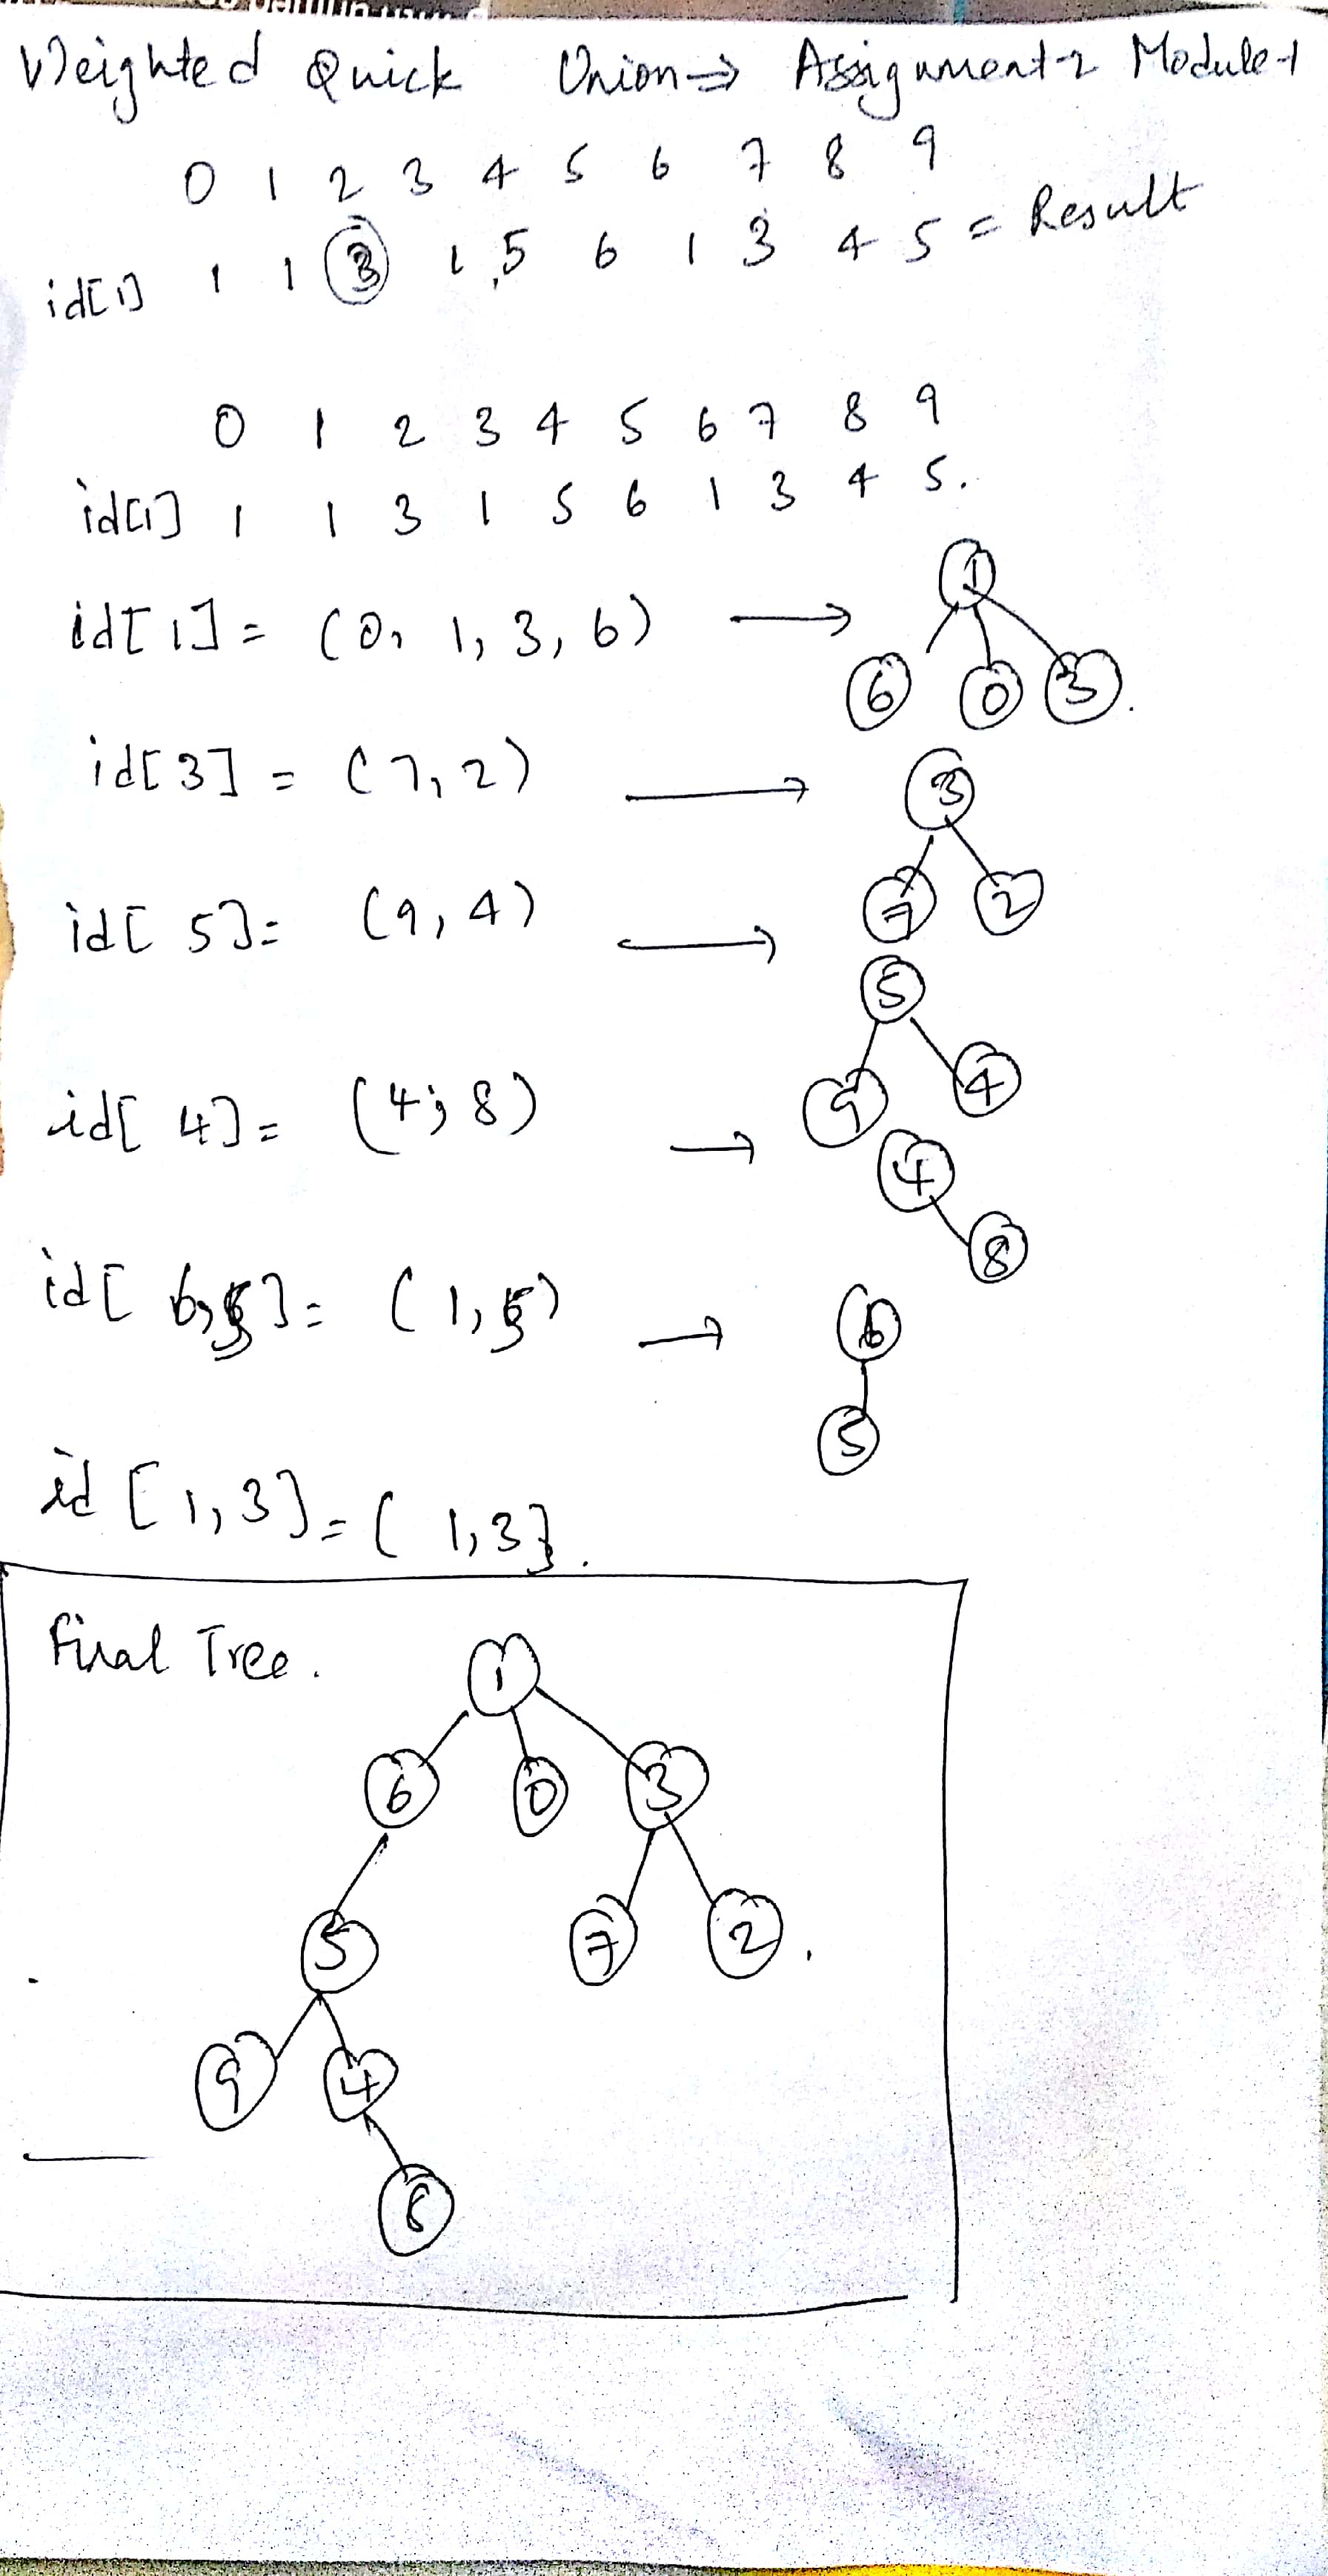 Weighted Quick Union ⇒ Assignment-2 Module-1
0 1 2 3 4 5 6 7 8 9
id[i] 1 1 3 1 5 6 1 3 4 5 = Result
0 1 2 3 4 5 6 7 8 9
id[i] 1 1 3 1 5 6 1 3 4 5.
id[1] = (0, 1, 3, 6) →
1
6 0 3
id[3] = (7, 2) →
3
7 2
id[5] = (9, 4) →
5
9 4
id[4] = (4, 8) →
4
8
id[6, ] = (1, ) →
6
5
id[1,3] = (1,3}.
Final Tree.
1
6 0 3
5 7 2
9 4
8